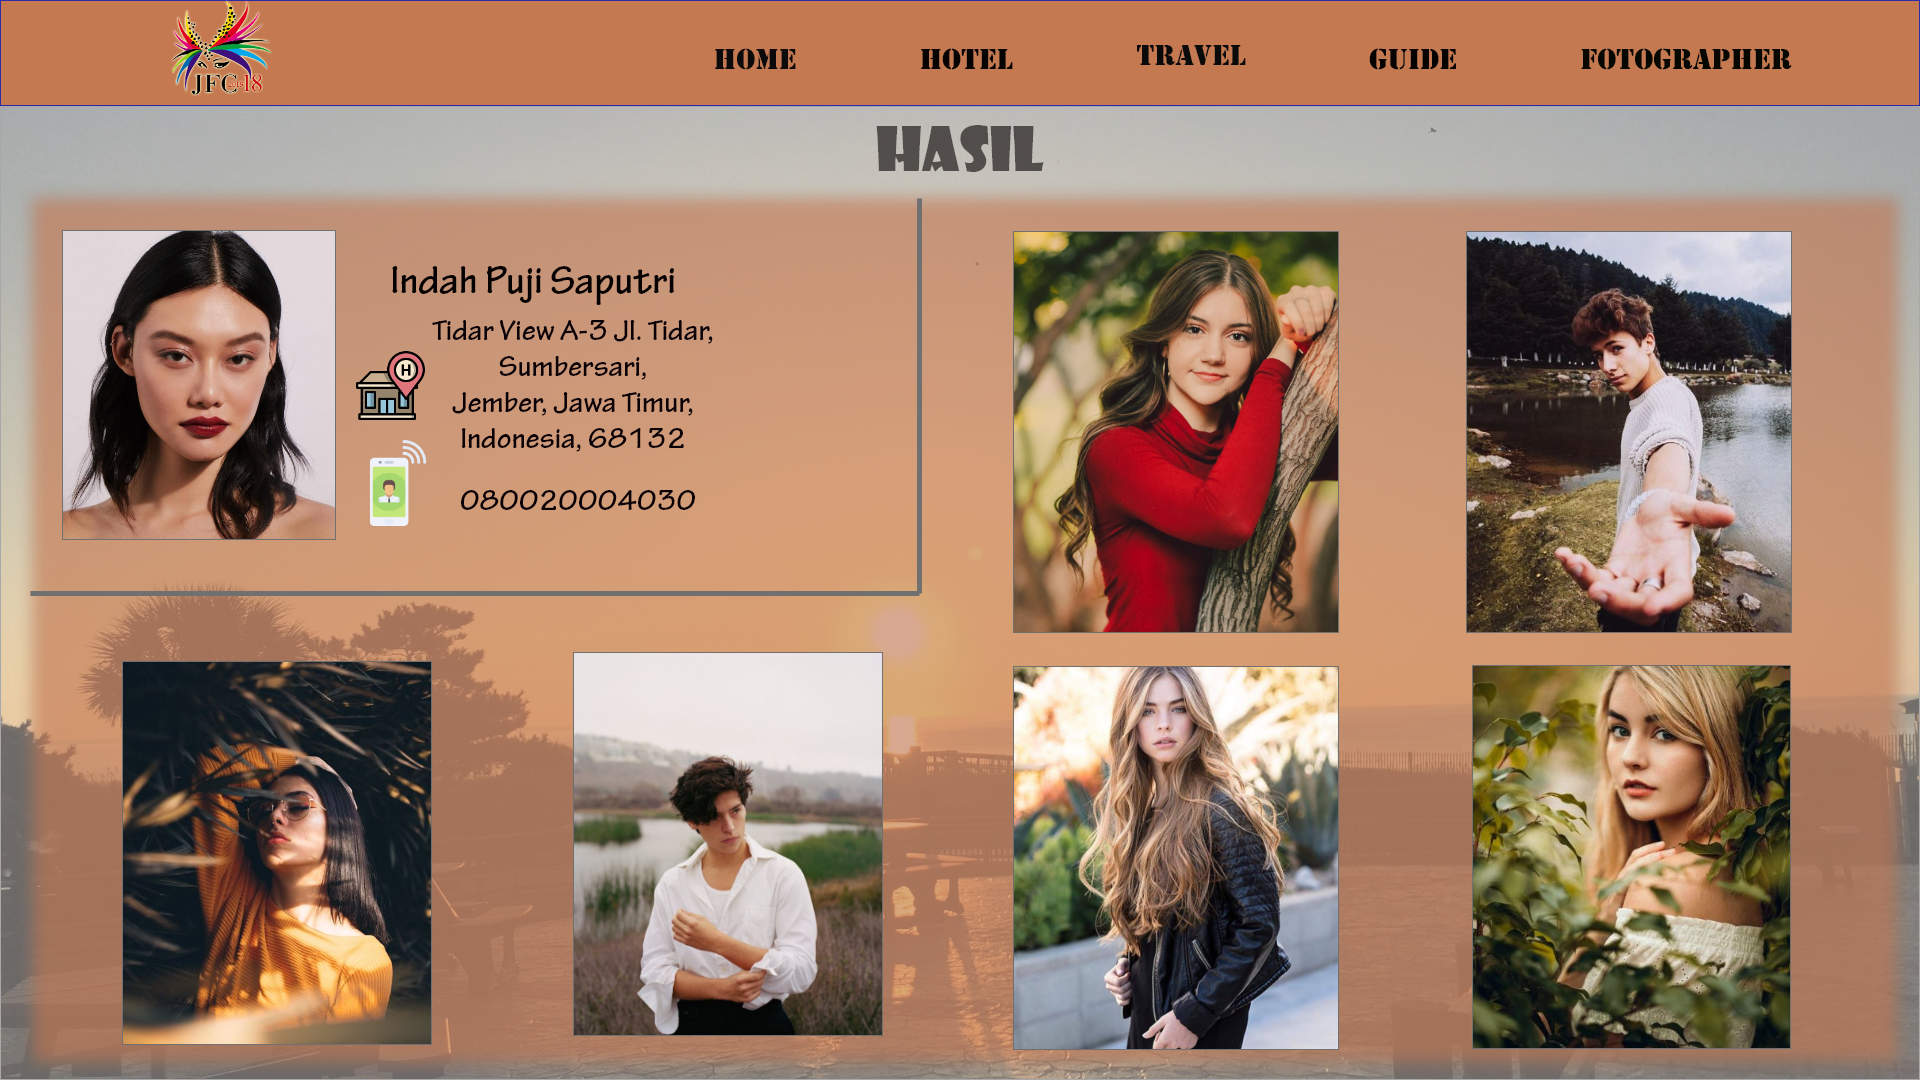 JFC 2018
HOME
HOTEL
TRAVEL
GUIDE
FOTOGRAPHER
HASIL
Indah Puji Saputri
Tidar View A-3 Jl. Tidar,
Sumbersari,
Jember, Jawa Timur,
Indonesia, 68132
H
080020004030